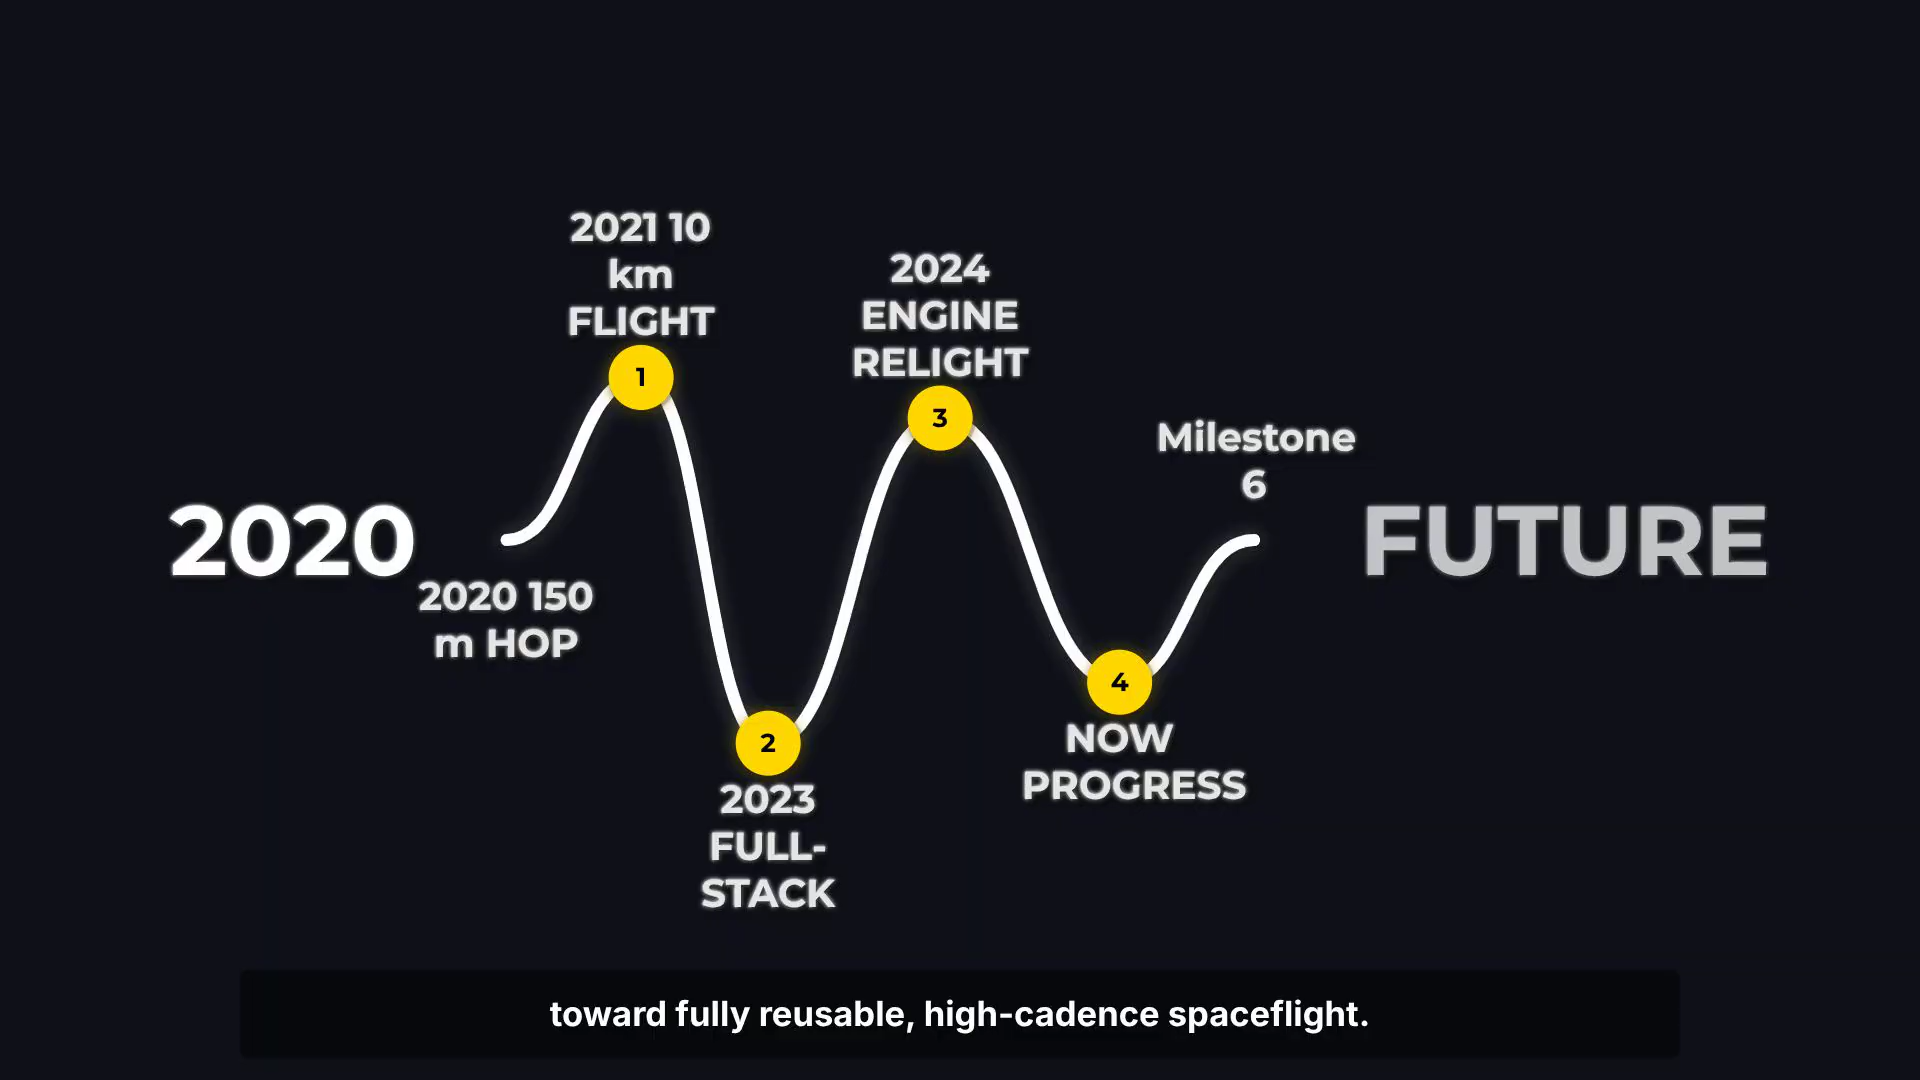 2020
2020 150
m HOP
2021 10
km
FLIGHT
1
2
2023
FULL-
STACK
2024
ENGINE
RELIGHT
3
4
NOW
PROGRESS
Milestone
6
FUTURE
toward fully reusable, high-cadence spaceflight.